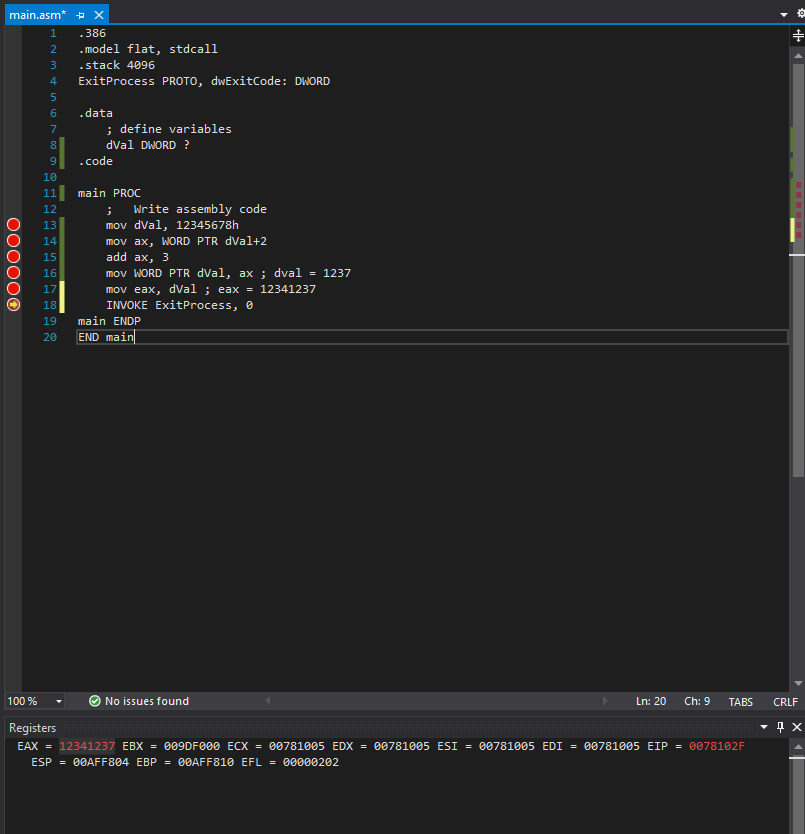 main.asm*
1 .386
2 .model flat, stdcall
3 .stack 4096
4 ExitProcess PROTO, dwExitCode: DWORD
5
6 .data
7 ; define variables
8 dVal DWORD ?
9 .code
10
11 main PROC
12 ; Write assembly code
13 mov dVal, 12345678h
14 mov ax, WORD PTR dVal+2
15 add ax, 3
16 mov WORD PTR dVal, ax ; dval = 1237
17 mov eax, dVal ; eax = 12341237
18 INVOKE ExitProcess, 0
19 main ENDP
20 END main
100 % No issues found Ln: 20 Ch: 9 TABS CRLF
Registers
EAX = 12341237 EBX = 009DF000 ECX = 00781005 EDX = 00781005 ESI = 00781005 EDI = 00781005 EIP = 0078102F
ESP = 00AFF804 EBP = 00AFF810 EFL = 00000202